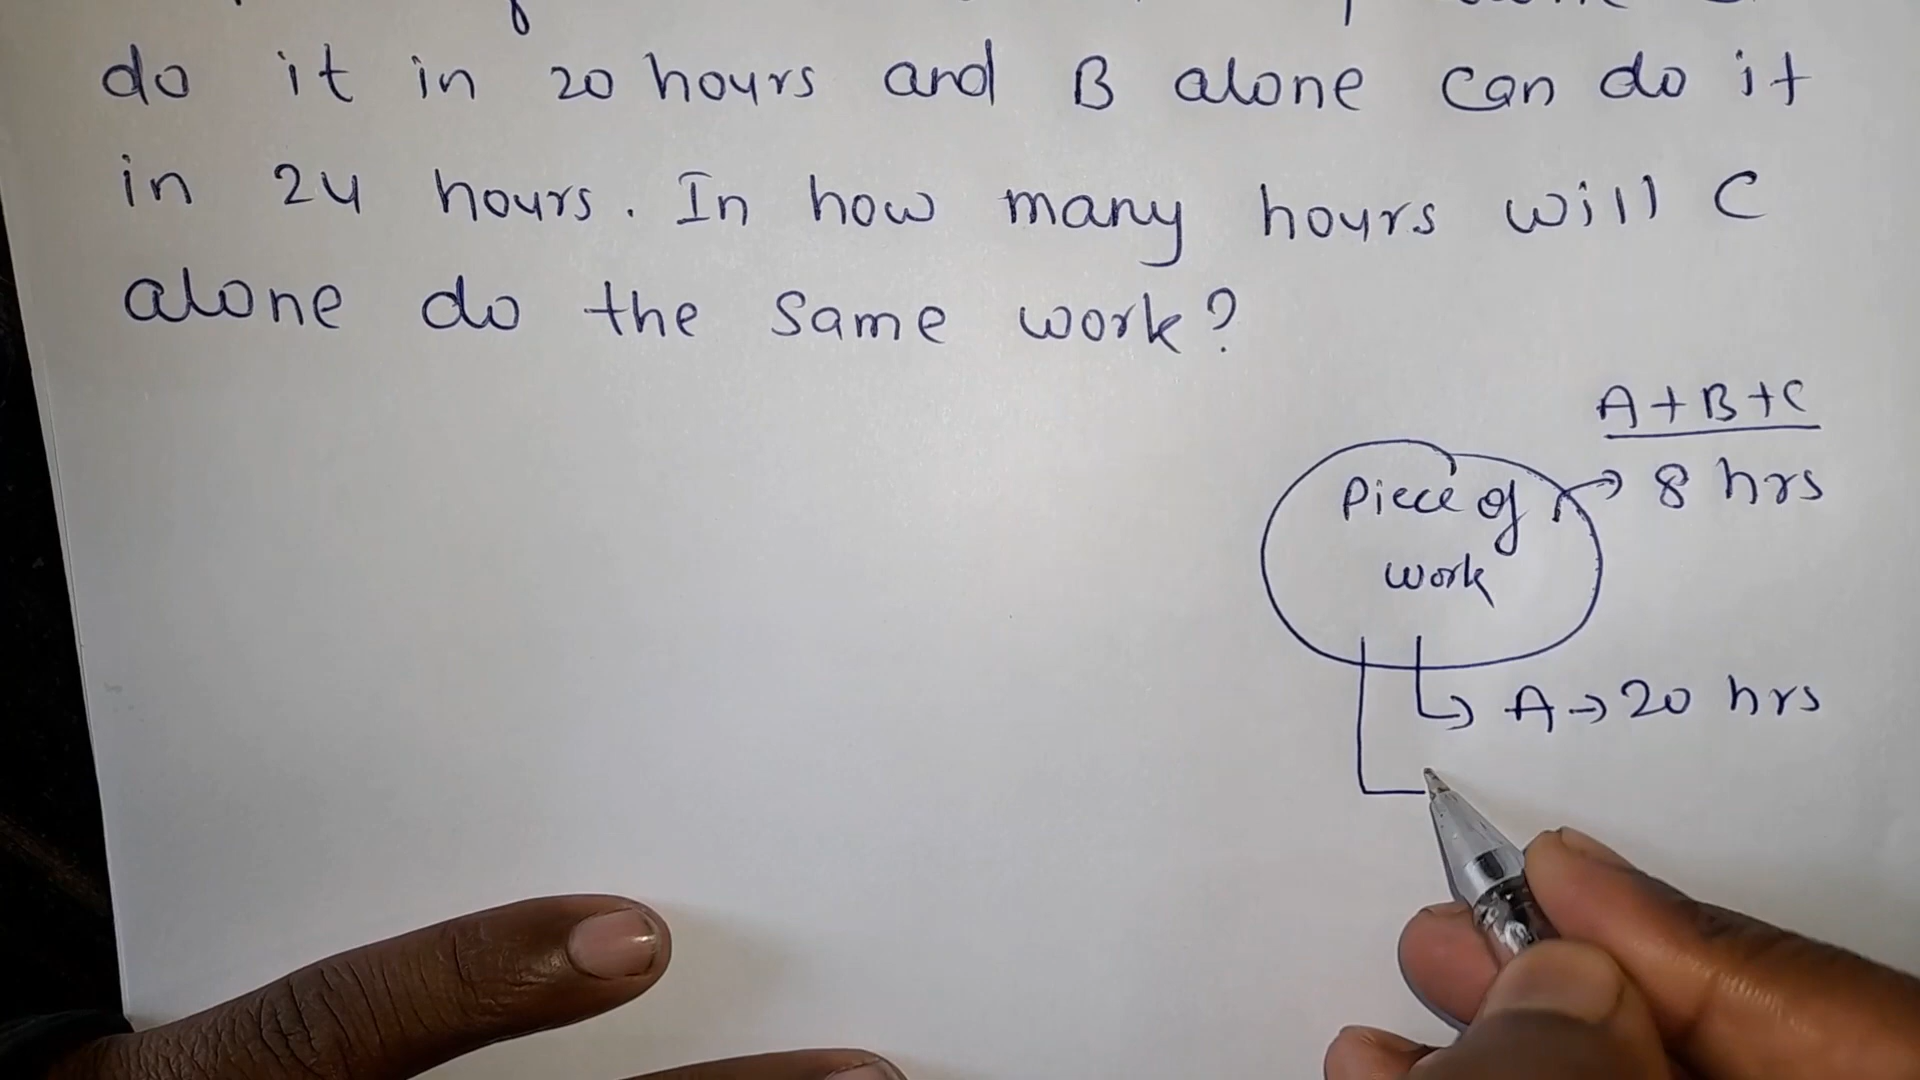 do it in 20 hours and B alone can do it
in 24 hours. In how many hours will C
alone do the same work?
A+B+C
8 hrs
Piece of
work
A→20 hrs